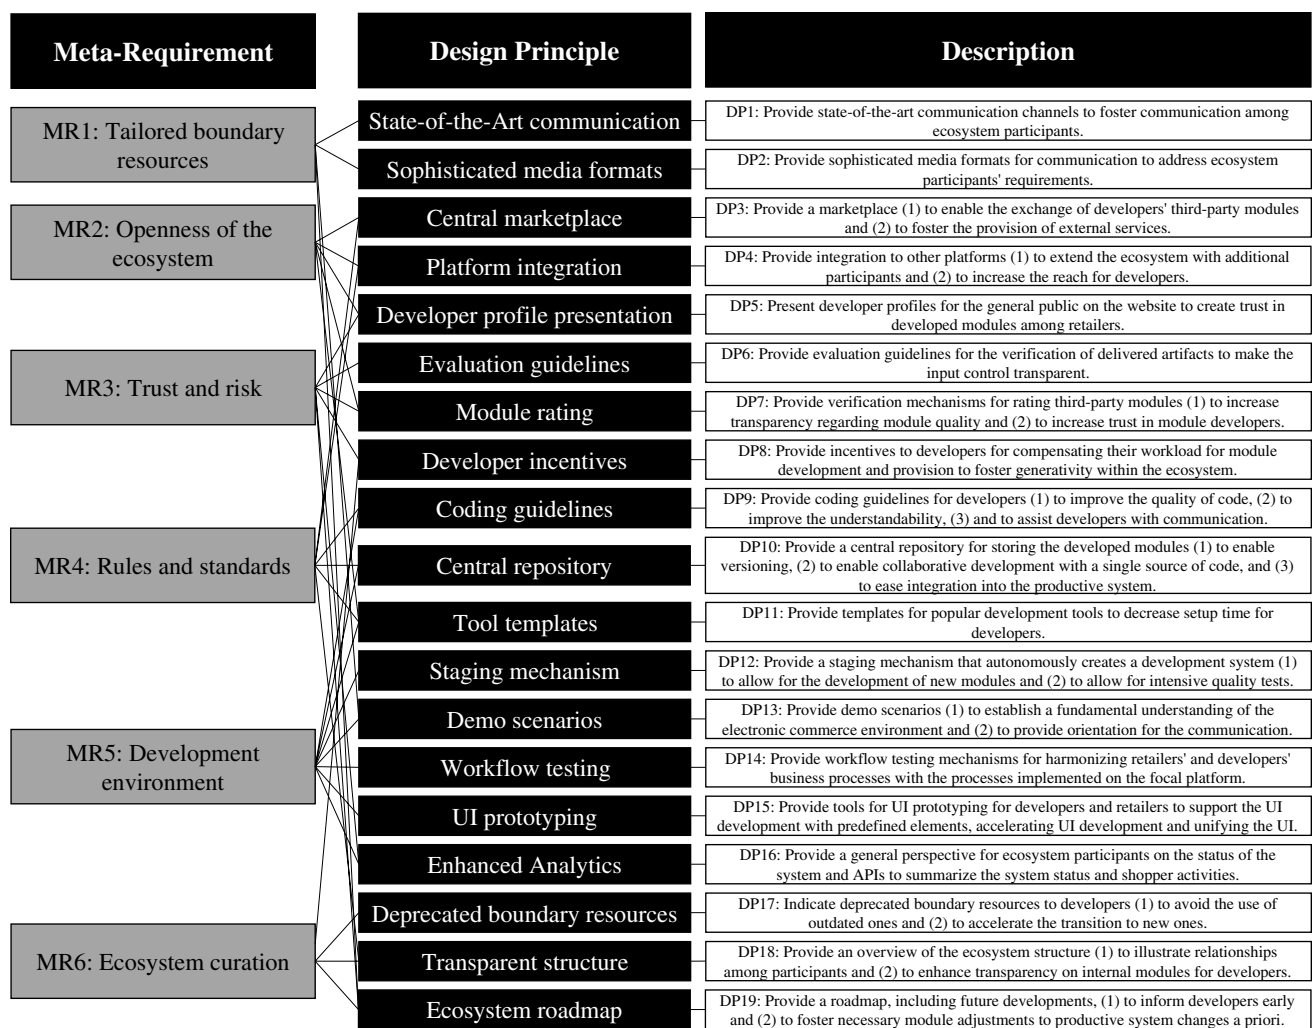 Meta-Requirement
Design Principle
Description
MR1: Tailored boundary
resources
MR2: Openness of the
ecosystem
MR3: Trust and risk
MR4: Rules and standards
MR5: Development
environment
MR6: Ecosystem curation
State-of-the-Art communication
DP1: Provide state-of-the-art communication channels to foster communication among
ecosystem participants.
Sophisticated media formats
DP2: Provide sophisticated media formats for communication to address ecosystem
participants' requirements.
Central marketplace
DP3: Provide a marketplace (1) to enable the exchange of developers' third-party modules
and (2) to foster the provision of external services.
Platform integration
DP4: Provide integration to other platforms (1) to extend the ecosystem with additional
participants and (2) to increase the reach for developers.
Developer profile presentation
DP5: Present developer profiles for the general public on the website to create trust in
developed modules among retailers.
Evaluation guidelines
DP6: Provide evaluation guidelines for the verification of delivered artifacts to make the
input control transparent.
Module rating
DP7: Provide verification mechanisms for rating third-party modules (1) to increase
transparency regarding module quality and (2) to increase trust in module developers.
Developer incentives
DP8: Provide incentives to developers for compensating their workload for module
development and provision to foster generativity within the ecosystem.
Coding guidelines
DP9: Provide coding guidelines for developers (1) to improve the quality of code, (2) to
improve the understandability, (3) and to assist developers with communication.
Central repository
DP10: Provide a central repository for storing the developed modules (1) to enable
versioning, (2) to enable collaborative development with a single source of code, and (3)
to ease integration into the productive system.
Tool templates
DP11: Provide templates for popular development tools to decrease setup time for
developers.
Staging mechanism
DP12: Provide a staging mechanism that autonomously creates a development system (1)
to allow for the development of new modules and (2) to allow for intensive quality tests.
Demo scenarios
DP13: Provide demo scenarios (1) to establish a fundamental understanding of the
electronic commerce environment and (2) to provide orientation for the communication.
Workflow testing
DP14: Provide workflow testing mechanisms for harmonizing retailers' and developers'
business processes with the processes implemented on the focal platform.
UI prototyping
DP15: Provide tools for UI prototyping for developers and retailers to support the UI
development with predefined elements, accelerating UI development and unifying the UI.
Enhanced Analytics
DP16: Provide a general perspective for ecosystem participants on the status of the
system and APIs to summarize the system status and shopper activities.
Deprecated boundary resources
DP17: Indicate deprecated boundary resources to developers (1) to avoid the use of
outdated ones and (2) to accelerate the transition to new ones.
Transparent structure
DP18: Provide an overview of the ecosystem structure (1) to illustrate relationships
among participants and (2) to enhance transparency on internal modules for developers.
Ecosystem roadmap
DP19: Provide a roadmap, including future developments, (1) to inform developers early
and (2) to foster necessary module adjustments to productive system changes a priori.